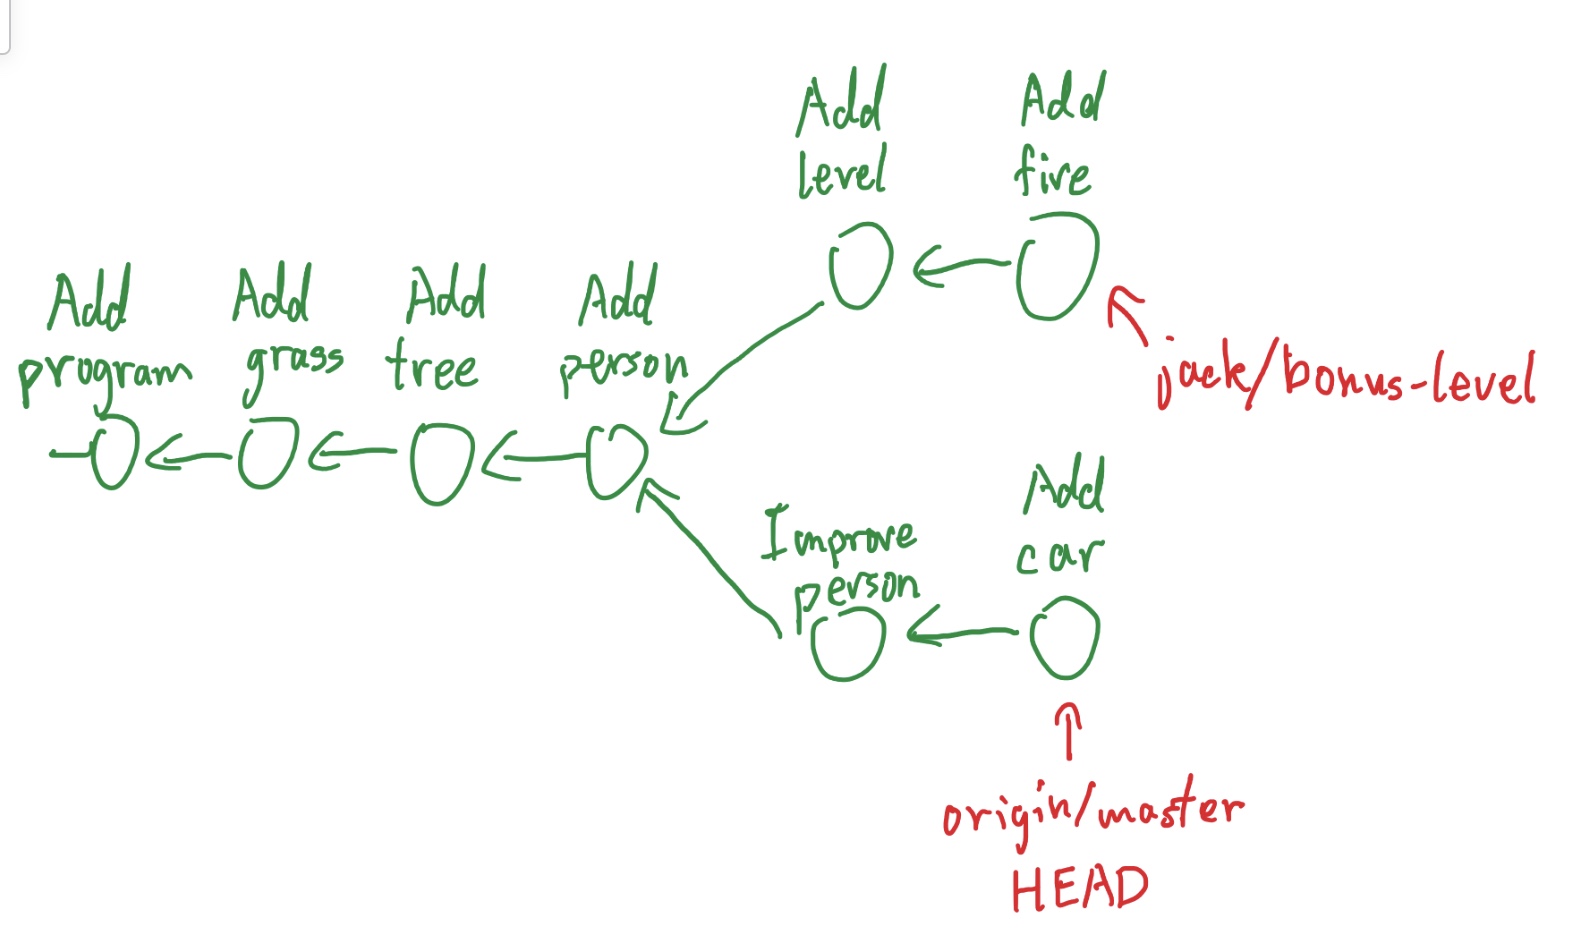 Add
level
Add
fire
Add
program
Add
grass
Add
tree
Add
person
jack/bonus-level
Improve
person
Add
car
origin/master
HEAD